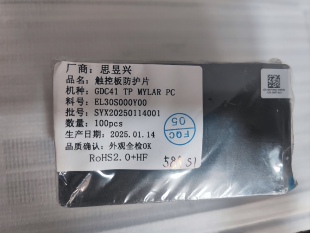 厂商：思昱兴
品名：触控板防护片
机种：GDC41 TP MYLAR PC
料号：EL30S000Y00
批号：SYX20250114001
数量：100pcs
生产日期：2025.01.14
品质确认：外观全检OK
RoHS2.0+HF
FQC
05